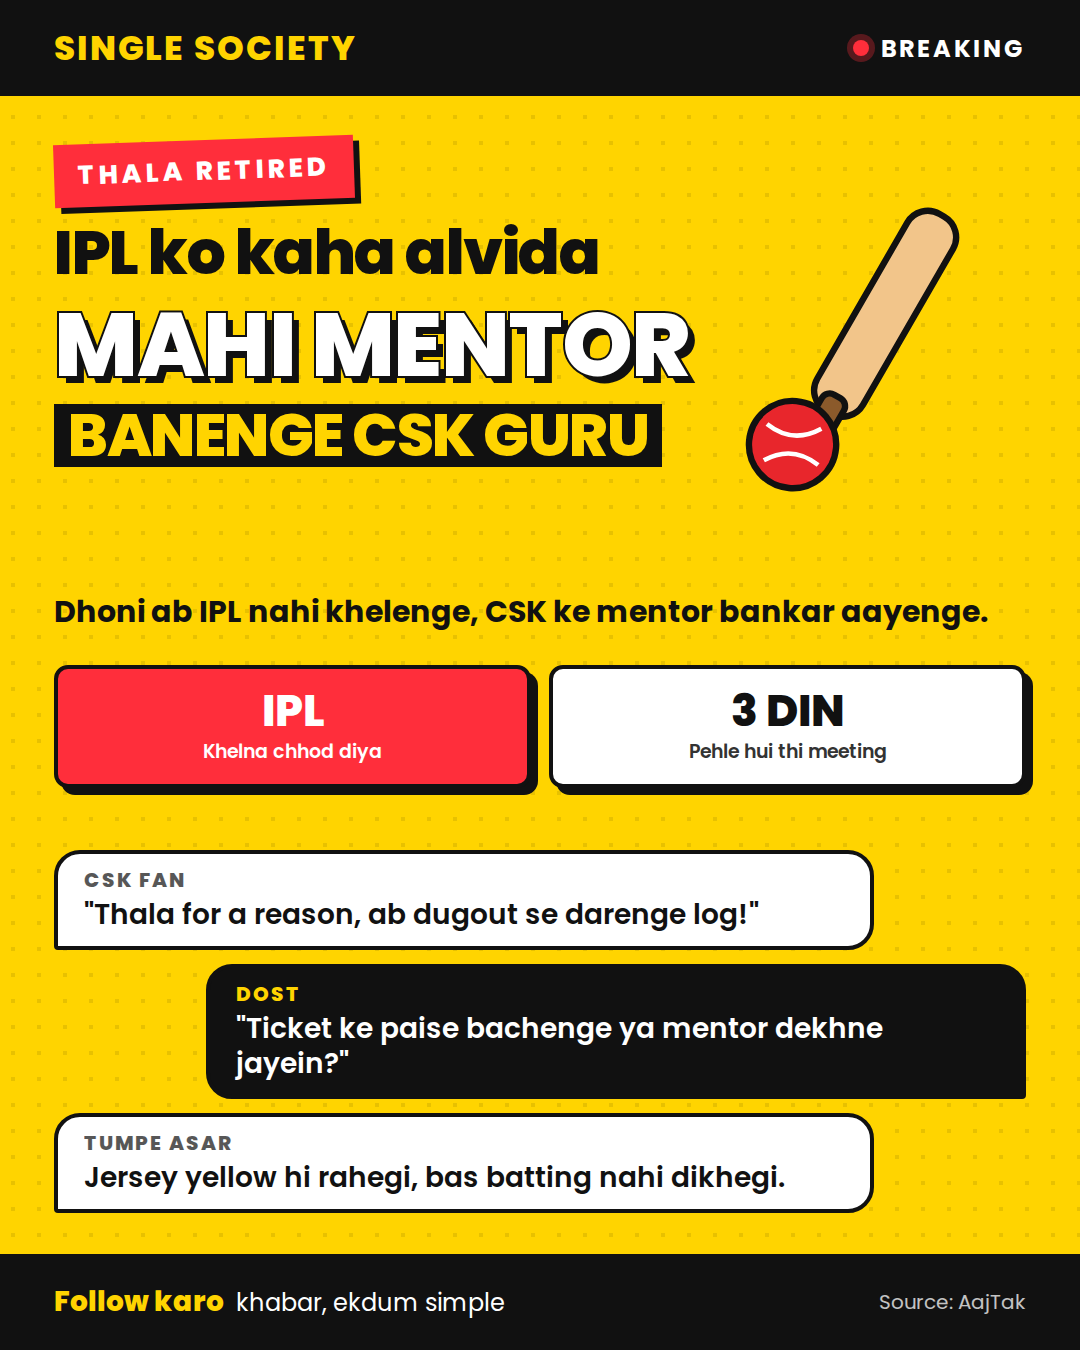 SINGLE SOCIETY
BREAKING
THALA RETIRED
IPL ko kaha alvida
MAHI MENTOR
BANENGE CSK GURU
Dhoni ab IPL nahi khelenge, CSK ke mentor bankar aayenge.
IPL
Khelna chhod diya
3 DIN
Pehle hui thi meeting
CSK FAN
"Thala for a reason, ab dugout se darenge log!"
DOST
"Ticket ke paise bachenge ya mentor dekhne
jayein?"
TUMPE ASAR
Jersey yellow hi rahegi, bas batting nahi dikhegi.
Follow karo khabar, ekdum simple
Source: AajTak